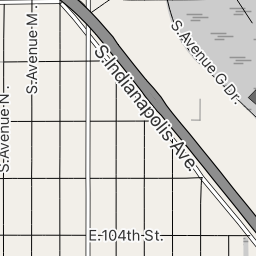 S. Avenue M.
S. Avenue N.
S. Indianapolis Ave.
S. Avenue G Dr.
E. 104th St.